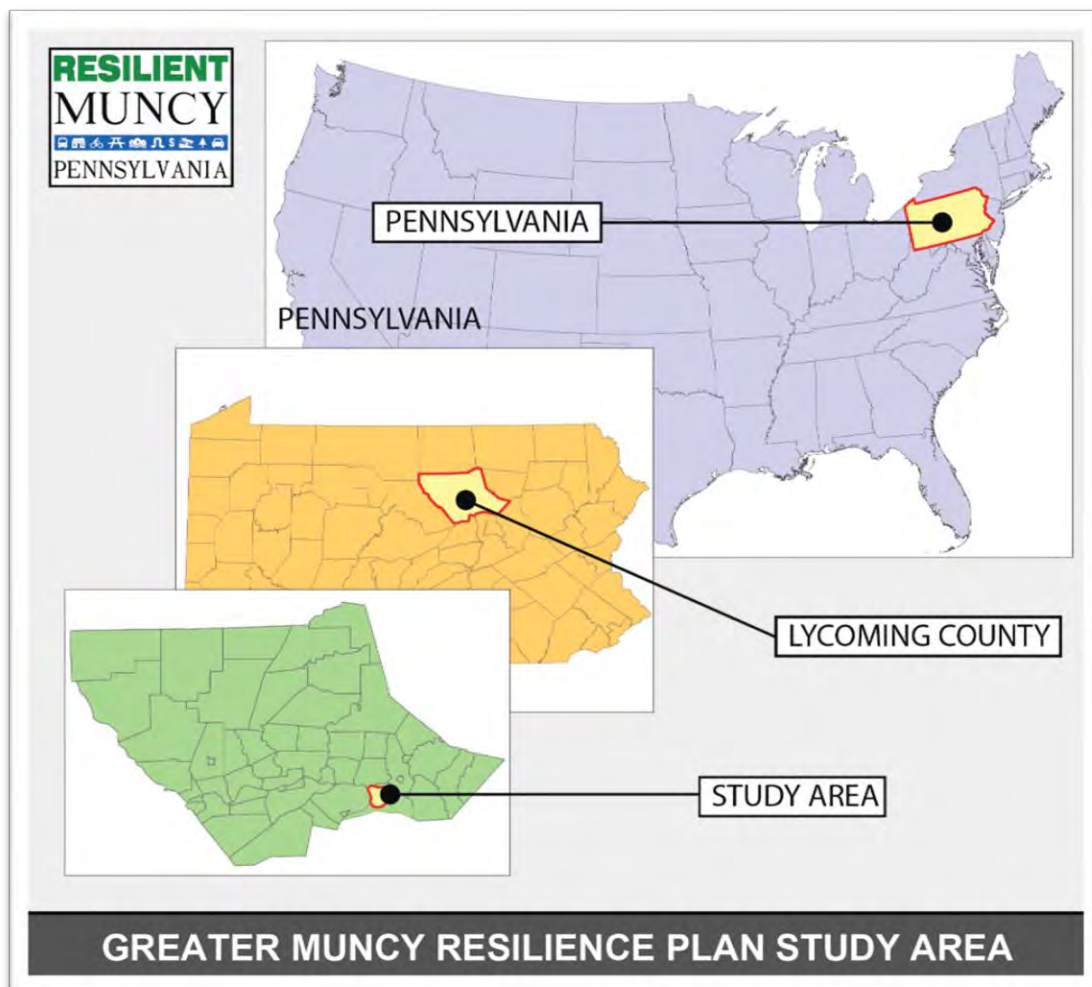 RESILIENT
MUNCY
PENNSYLVANIA
PENNSYLVANIA
PENNSYLVANIA
LYCOMING COUNTY
STUDY AREA
GREATER MUNCY RESILIENCE PLAN STUDY AREA